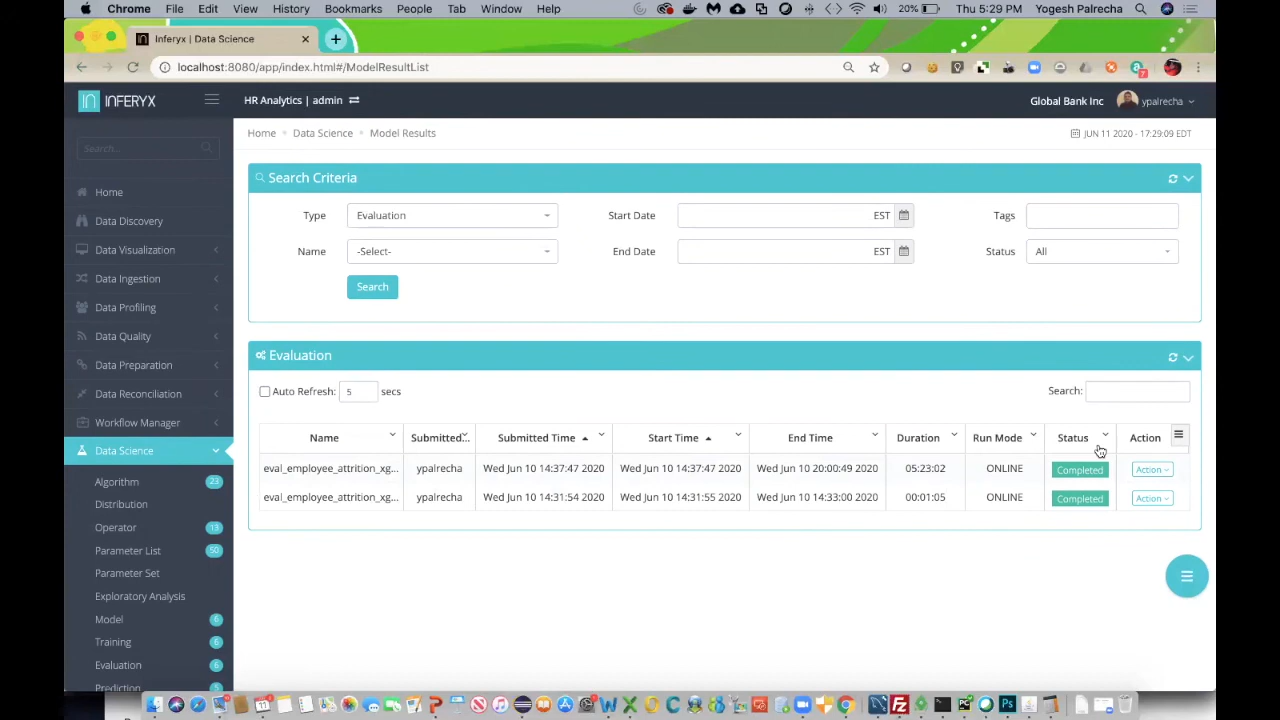 Chrome File Edit View History Bookmarks People Tab Window Help 20% Thu 5:29 PM Yogesh Palrecha
Inferyx | Data Science
localhost:8080/app/index.html#/ModelResultList
INFERYX HR Analytics | admin Global Bank Inc ypalrecha
Home Data Science Model Results JUN 11 2020 - 17:29:09 EDT
Search...
Home
Data Discovery
Data Visualization
Data Ingestion
Data Profiling
Data Quality
Data Preparation
Data Reconciliation
Workflow Manager
Data Science
Algorithm 23
Distribution
Operator 13
Parameter List 50
Parameter Set
Exploratory Analysis
Model 6
Training 6
Evaluation 6
Prediction 5
Search Criteria
Type Evaluation Start Date EST Tags
Name -Select- End Date EST Status All
Search
Evaluation
Auto Refresh: 5 secs Search:
Name Submitted... Submitted Time Start Time End Time Duration Run Mode Status Action
eval_employee_attrition_xg... ypalrecha Wed Jun 10 14:37:47 2020 Wed Jun 10 14:37:47 2020 Wed Jun 10 20:00:49 2020 05:23:02 ONLINE Completed Action
eval_employee_attrition_xg... ypalrecha Wed Jun 10 14:31:54 2020 Wed Jun 10 14:31:55 2020 Wed Jun 10 14:33:00 2020 00:01:05 ONLINE Completed Action